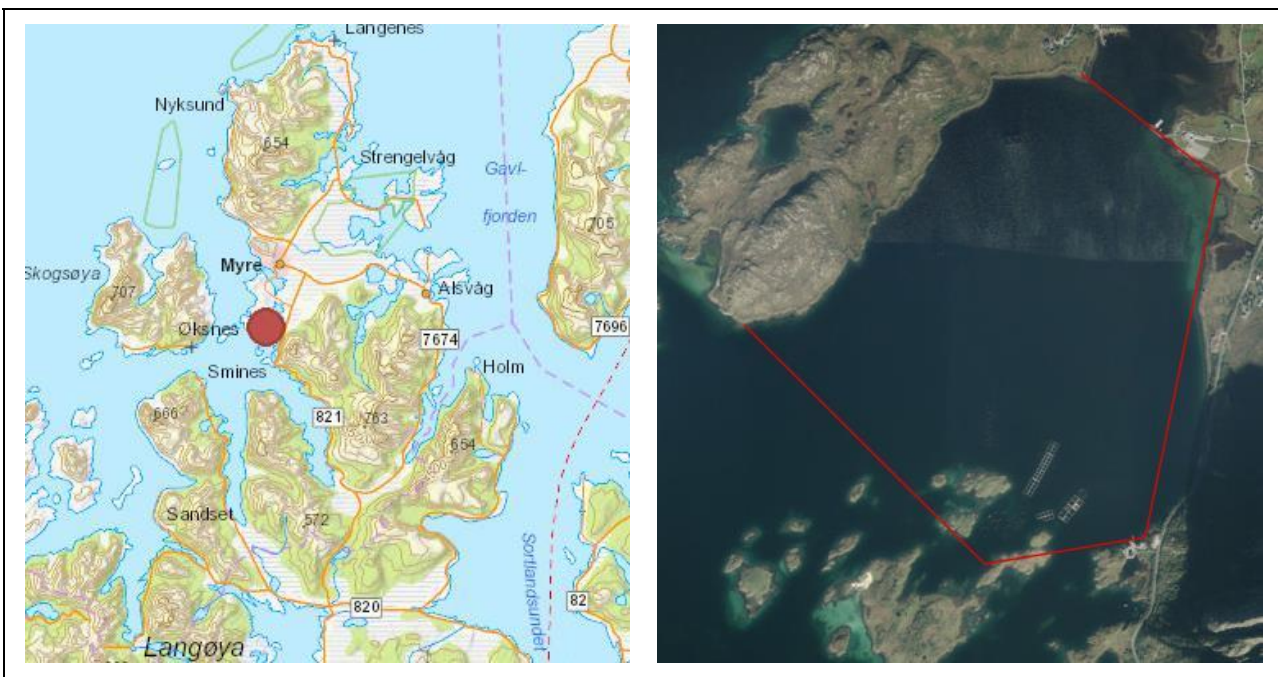 Langenes
Nyksund
654
Strengelvåg
Gavl-
fjorden
705
Skogsøya
Myre
707
Alsvåg
Øksnes
7674
7696
Smines
Holm
666
821
763
654
Sandset
572
Sortlandsundet
820
82
Langøya